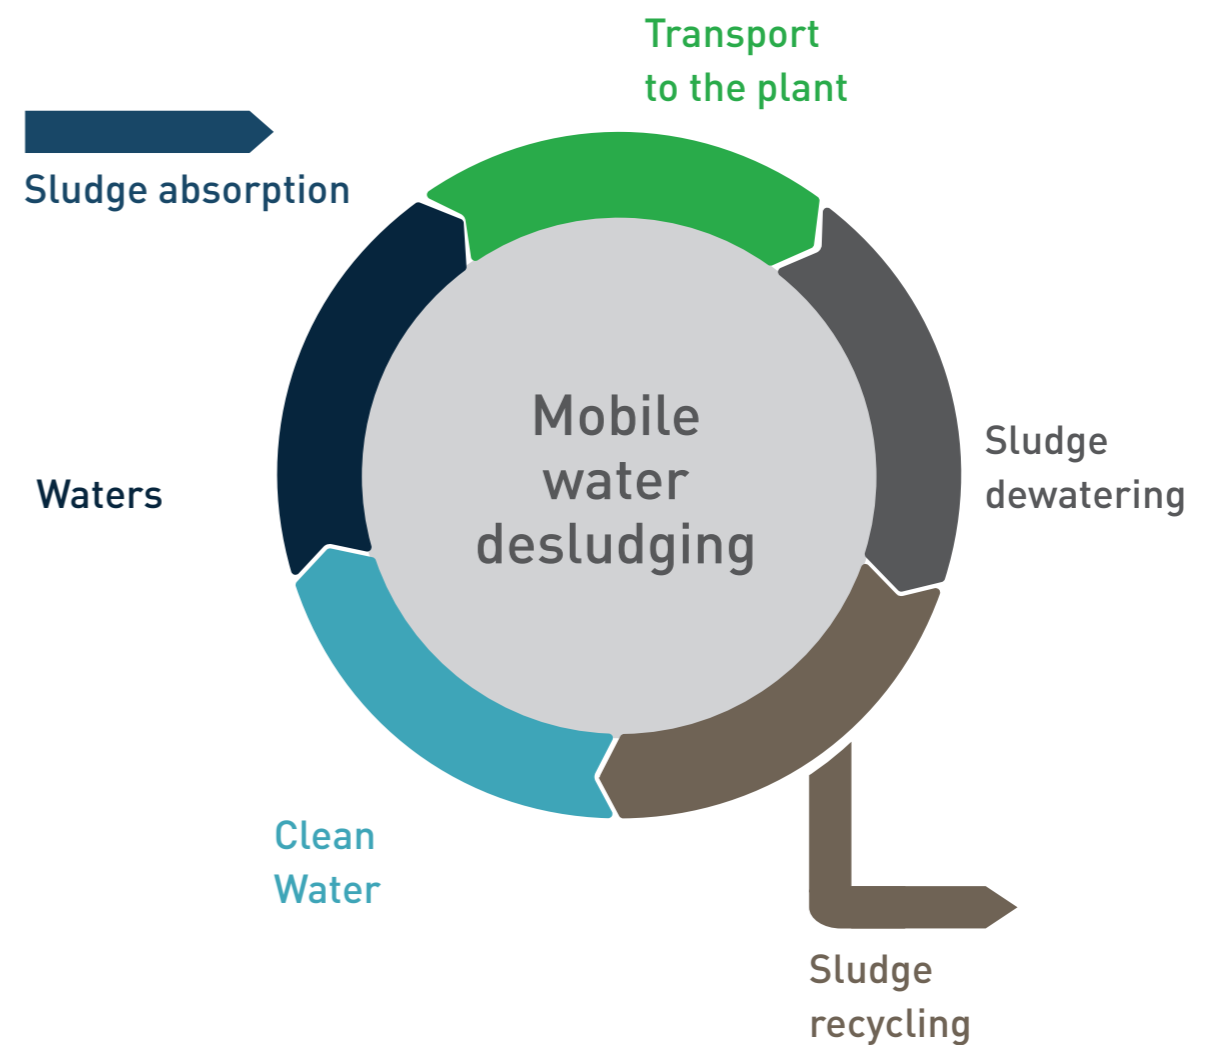 Transport
to the plant
Sludge absorption
Mobile
water
desludging
Sludge
dewatering
Waters
Clean
Water
Sludge
recycling